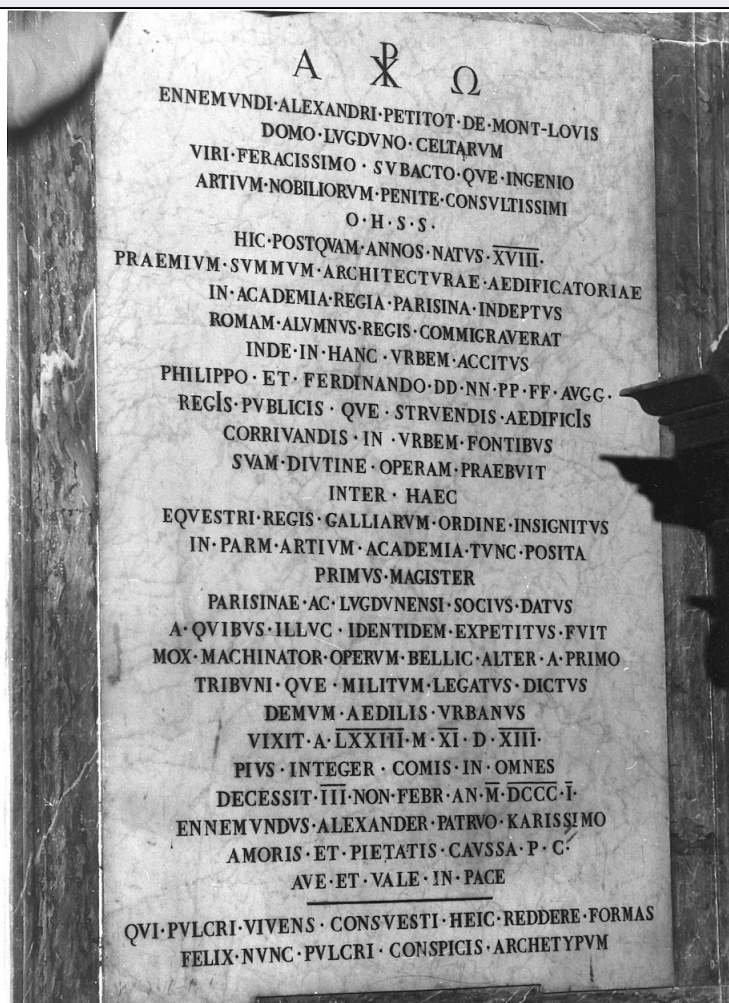 Α ☧ Ω
ENNEMVNDI·ALEXANDRI·PETITOT·DE·MONT-LOVIS
DOMO·LVGDVNO·CELTARVM
VIRI·FERACISSIMO·SVBACTO·QVE·INGENIO
ARTIVM·NOBILIORVM·PENITE·CONSVLTISSIMI
O·H·S·S·
HIC·POSTQVAM·ANNOS·NATVS·X̅V̅I̅I̅I̅·
PRAEMIVM·SVMMVM·ARCHITECTVRAE·AEDIFICATORIAE
IN·ACADEMIA·REGIA·PARISINA·INDEPTVS
ROMAM·ALVMNVS·REGIS·COMMIGRAVERAT
INDE·IN·HANC·VRBEM·ACCITVS
PHILIPPO·ET·FERDINANDO·DD·NN·PP·FF·AVGG·
REGIS·PVBLICIS·QVE·STRVENDIS·AEDIFICIS
CORRIVANDIS·IN·VRBEM·FONTIBVS
SVAM·DIVTINE·OPERAM·PRAEBVIT
INTER·HAEC
EQVESTRI·REGIS·GALLIARVM·ORDINE·INSIGNITVS
IN·PARM·ARTIVM·ACADEMIA·TVNC·POSITA
PRIMVS·MAGISTER
PARISINAE·AC·LVGDVNENSI·SOCIVS·DATVS
A·QVIBVS·ILLVC·IDENTIDEM·EXPETITVS·FVIT
MOX·MACHINATOR·OPERVM·BELLIC·ALTER·A·PRIMO
TRIBVNI·QVE·MILITVM·LEGATVS·DICTVS
DEMVM·AEDILIS·VRBANVS
VIXIT·A·L̅X̅X̅I̅I̅I̅I̅·M·X̅I̅·D·X̅I̅I̅I̅·
PIVS·INTEGER·COMIS·IN·OMNES
DECESSIT·I̅I̅I̅·NON·FEBR·AN·M̅·D̅C̅C̅C̅·I̅·
ENNEMVNDVS·ALEXANDER·PATRVO·KARISSIMO
AMORIS·ET·PIETATIS·CAVSSA·P·C·
AVE·ET·VALE·IN·PACE
QVI·PVLCRI·VIVENS·CONSVESTI·HEIC·REDDERE·FORMAS
FELIX·NVNC·PVLCRI·CONSPICIS·ARCHETYPVM